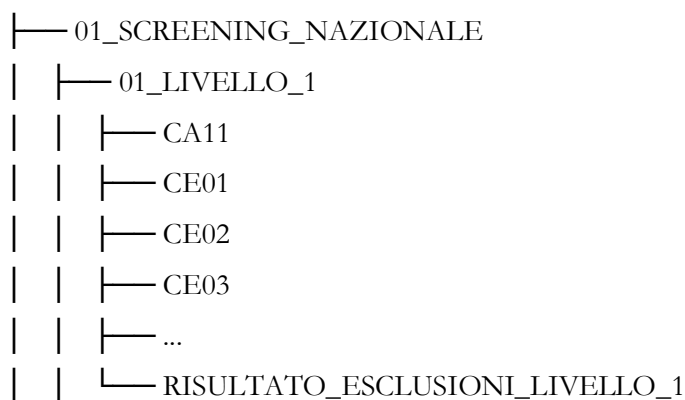 ├── 01_SCREENING_NAZIONALE
│ ├── 01_LIVELLO_1
│ │ ├── CA11
│ │ ├── CE01
│ │ ├── CE02
│ │ ├── CE03
│ │ ├── ...
│ │ └── RISULTATO_ESCLUSIONI_LIVELLO_1